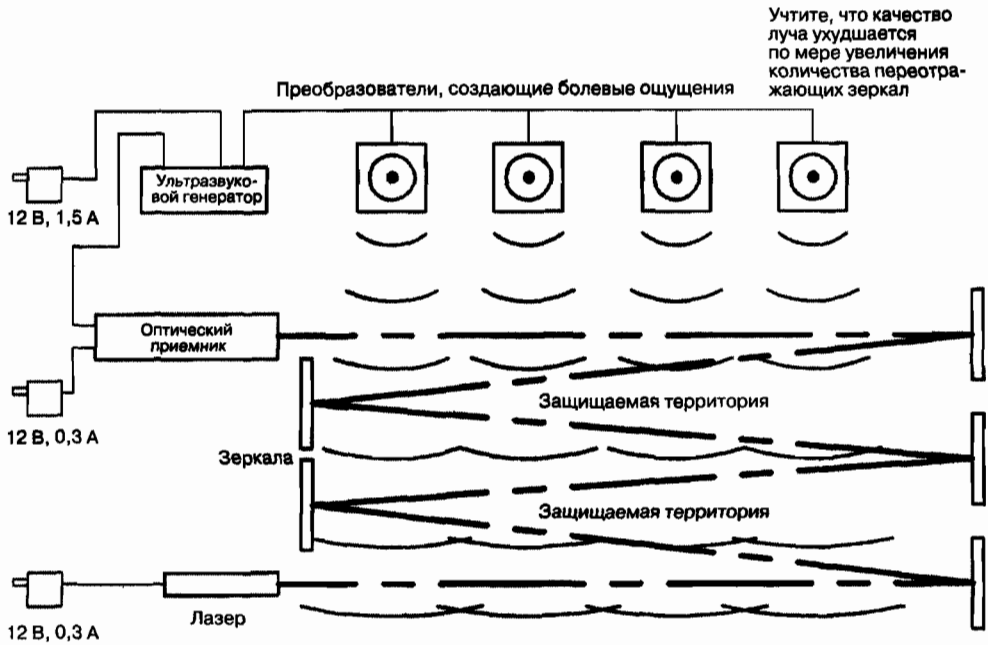 Учтите, что качество
луча ухудшается
по мере увеличения
количества переотра-
жающих зеркал
Преобразователи, создающие болевые ощущения
Ультразвуко-
вой генератор
12 В, 1,5 А
Оптический
приемник
12 В, 0,3 А
Защищаемая территория
Зеркала
Защищаемая территория
Лазер
12 В, 0,3 А